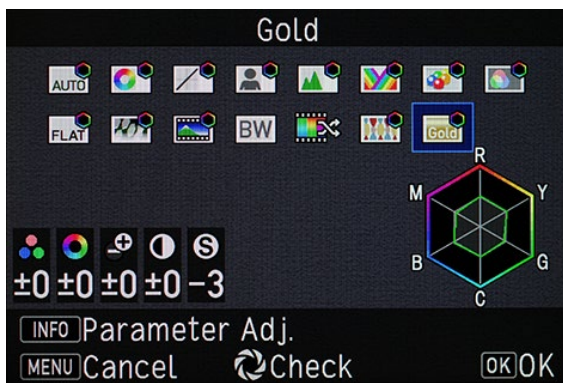 Gold
AUTO
FLAT BW Gold
R
M Y
B G
C
S
±0 ±0 ±0 ±0 -3
INFO Parameter Adj.
MENU Cancel Check OK OK